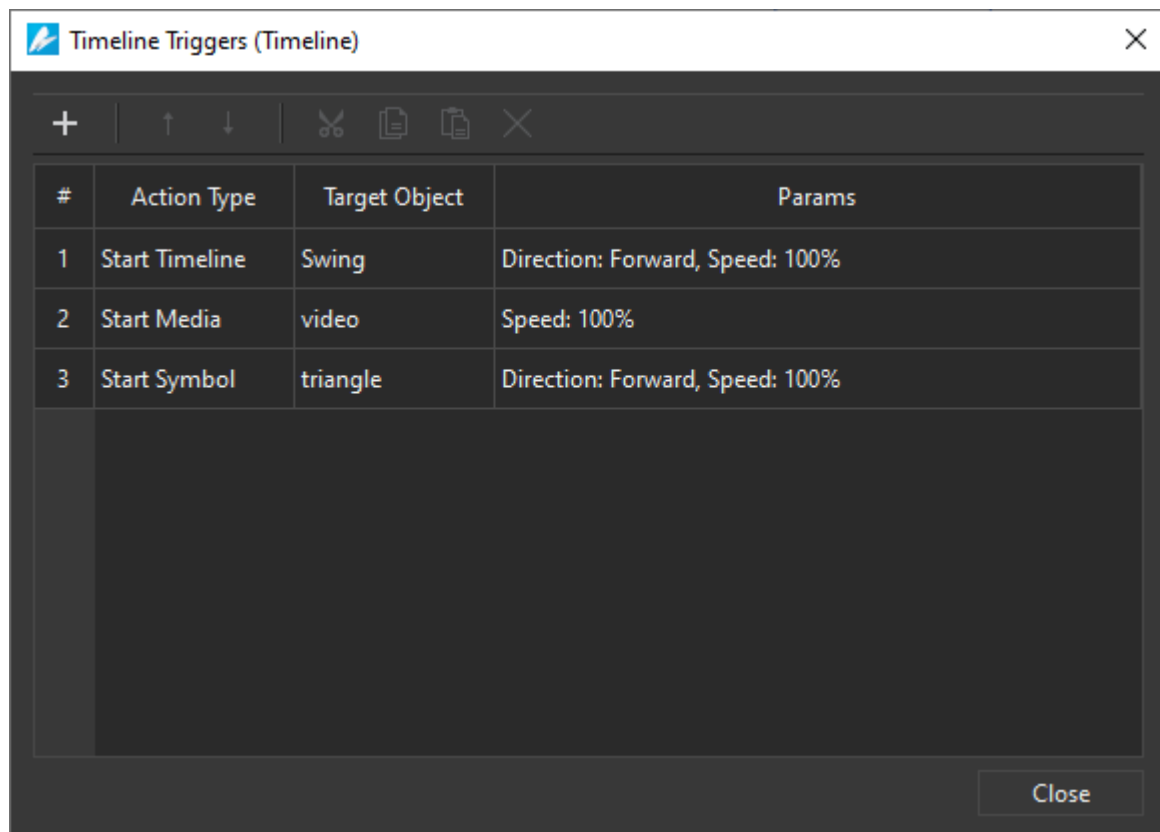 Timeline Triggers (Timeline)
# Action Type Target Object Params
1 Start Timeline Swing Direction: Forward, Speed: 100%
2 Start Media video Speed: 100%
3 Start Symbol triangle Direction: Forward, Speed: 100%
Close